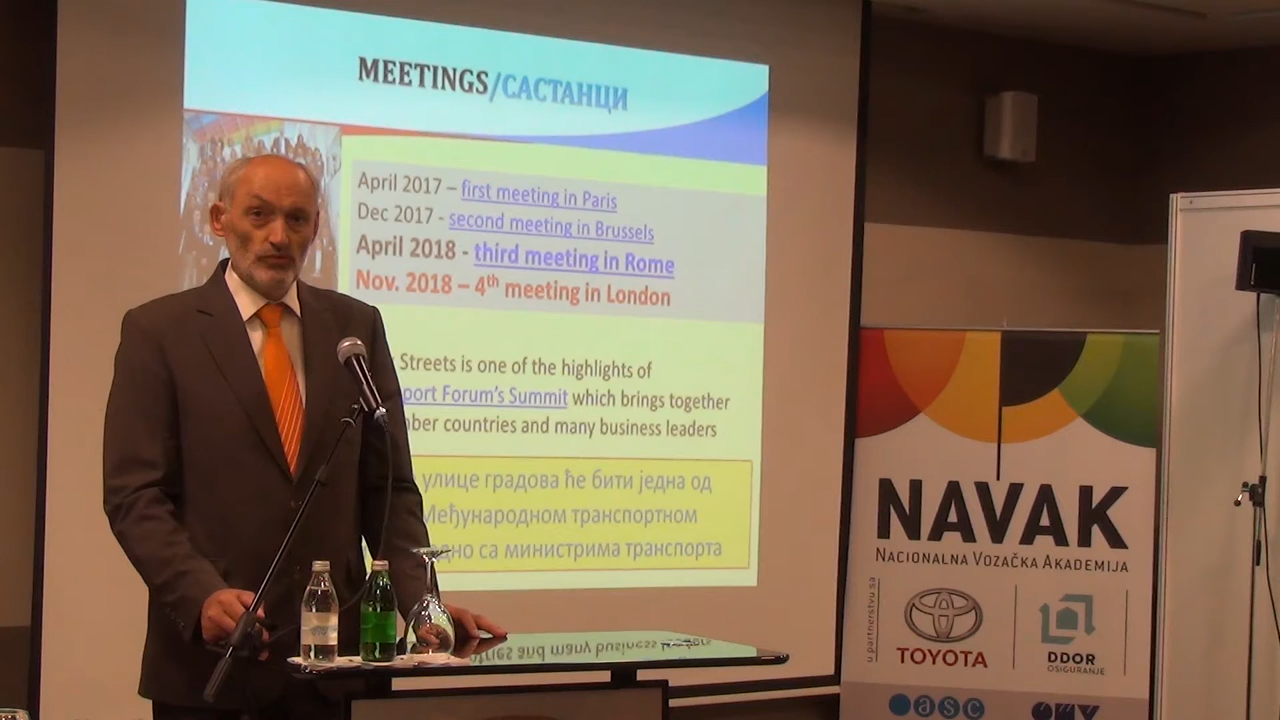 MEETINGS/САСТАНЦИ
April 2017 – first meeting in Paris
Dec 2017 - second meeting in Brussels
April 2018 - third meeting in Rome
Nov. 2018 – 4th meeting in London
Streets is one of the highlights of
port Forum's Summit which brings together
ber countries and many business leaders
улице градова ће бити једна од
Међународном транспортном
дно са министрима транспорта
NAVAK
NACIONALNA VOZAČKA AKADEMIJA
u partnerstvu sa
TOYOTA
DDOR
OSIGURANJE
asc